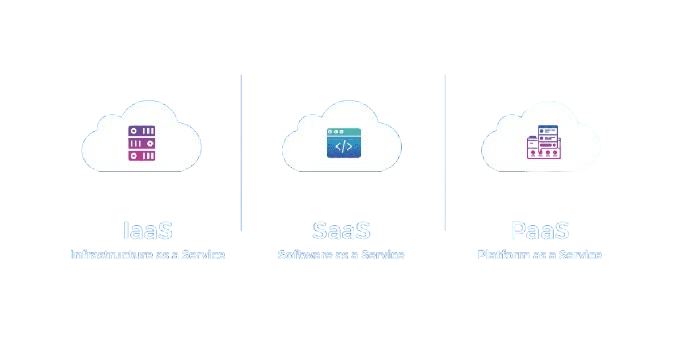 IaaS
Infrastructure as a Service
SaaS
Software as a Service
PaaS
Platform as a Service